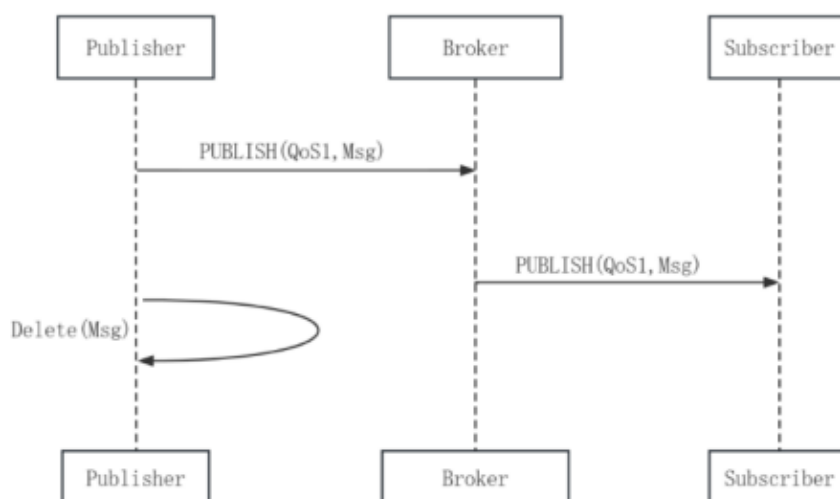 Publisher
Broker
Subscriber
PUBLISH(QoS1,Msg)
PUBLISH(QoS1,Msg)
Delete(Msg)
Publisher
Broker
Subscriber